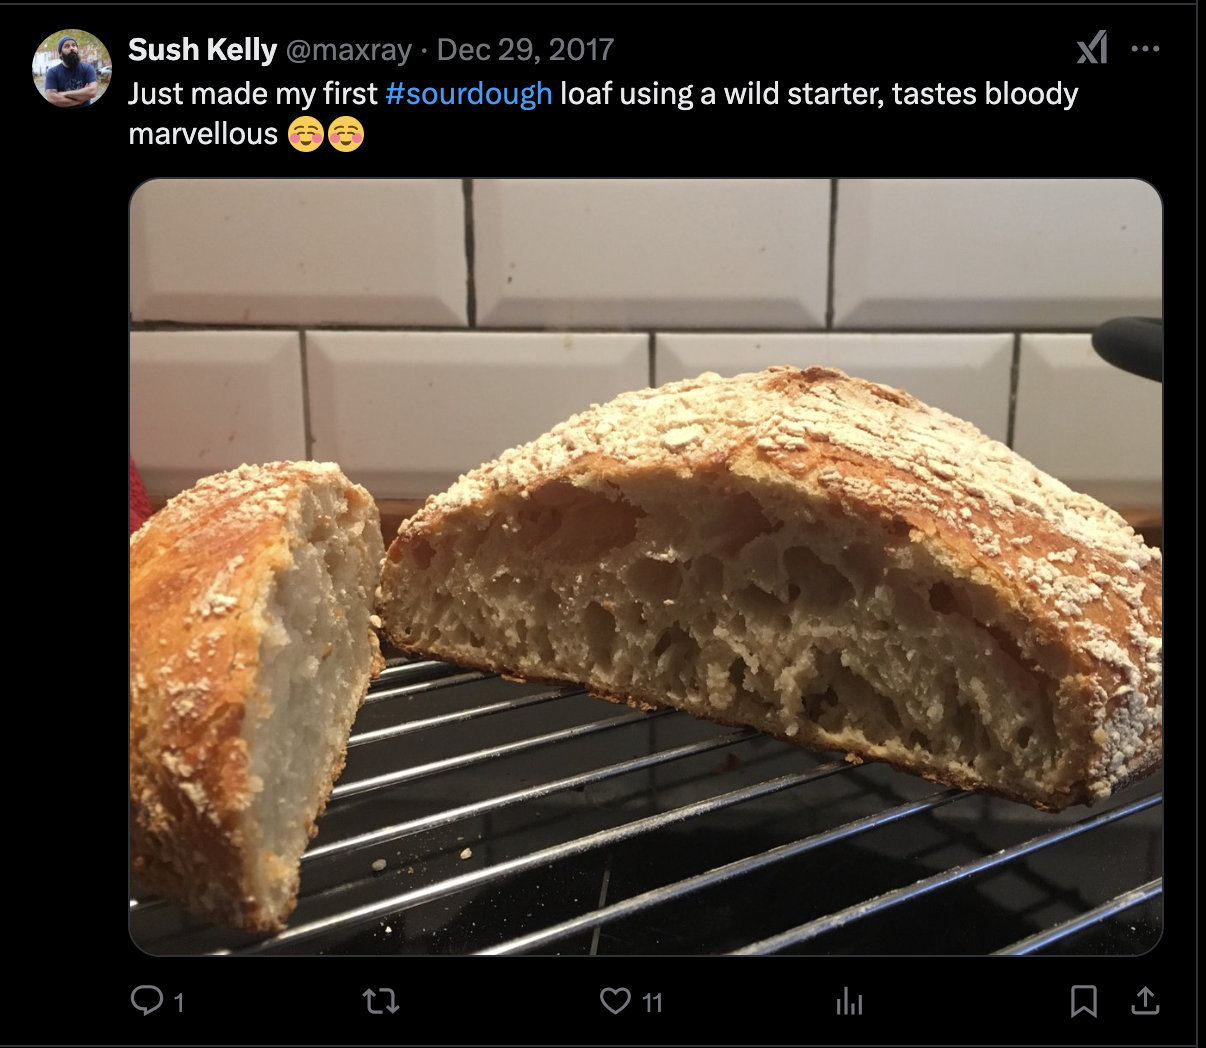 Sush Kelly @maxray · Dec 29, 2017
Just made my first #sourdough loaf using a wild starter, tastes bloody
marvellous ☺️☺️
1 11